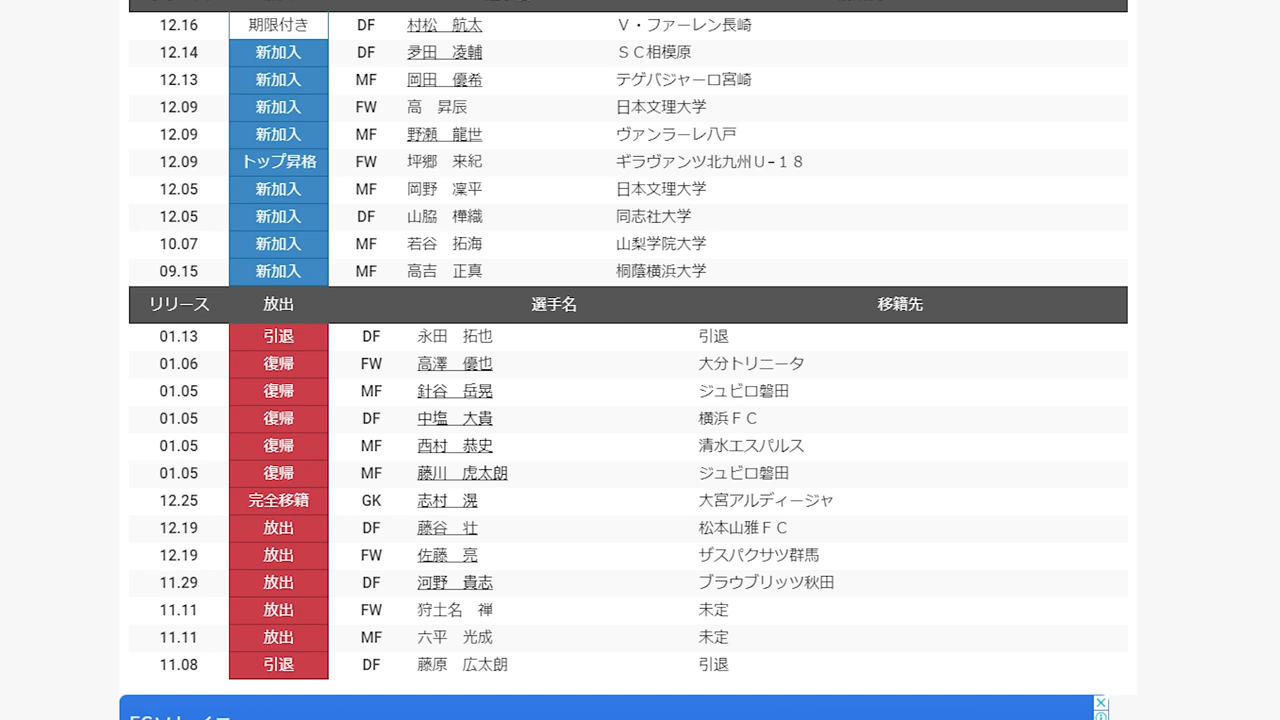 12.16 期限付き DF 村松　航太 Ｖ・ファーレン長崎
12.14 新加入 DF 夛田　凌輔 ＳＣ相模原
12.13 新加入 MF 岡田　優希 テゲバジャーロ宮崎
12.09 新加入 FW 高　昇辰 日本文理大学
12.09 新加入 MF 野瀬　龍世 ヴァンラーレ八戸
12.09 トップ昇格 FW 坪郷　来紀 ギラヴァンツ北九州Ｕ−１８
12.05 新加入 MF 岡野　凜平 日本文理大学
12.05 新加入 DF 山脇　樺織 同志社大学
10.07 新加入 MF 若谷　拓海 山梨学院大学
09.15 新加入 MF 高吉　正真 桐蔭横浜大学
リリース 放出 選手名 移籍先
01.13 引退 DF 永田　拓也 引退
01.06 復帰 FW 高澤　優也 大分トリニータ
01.05 復帰 MF 針谷　岳晃 ジュビロ磐田
01.05 復帰 DF 中塩　大貴 横浜ＦＣ
01.05 復帰 MF 西村　恭史 清水エスパルス
01.05 復帰 MF 藤川　虎太朗 ジュビロ磐田
12.25 完全移籍 GK 志村　滉 大宮アルディージャ
12.19 放出 DF 藤谷　壮 松本山雅ＦＣ
12.19 放出 FW 佐藤　亮 ザスパクサツ群馬
11.29 放出 DF 河野　貴志 ブラウブリッツ秋田
11.11 放出 FW 狩土名　禅 未定
11.11 放出 MF 六平　光成 未定
11.08 引退 DF 藤原　広太朗 引退